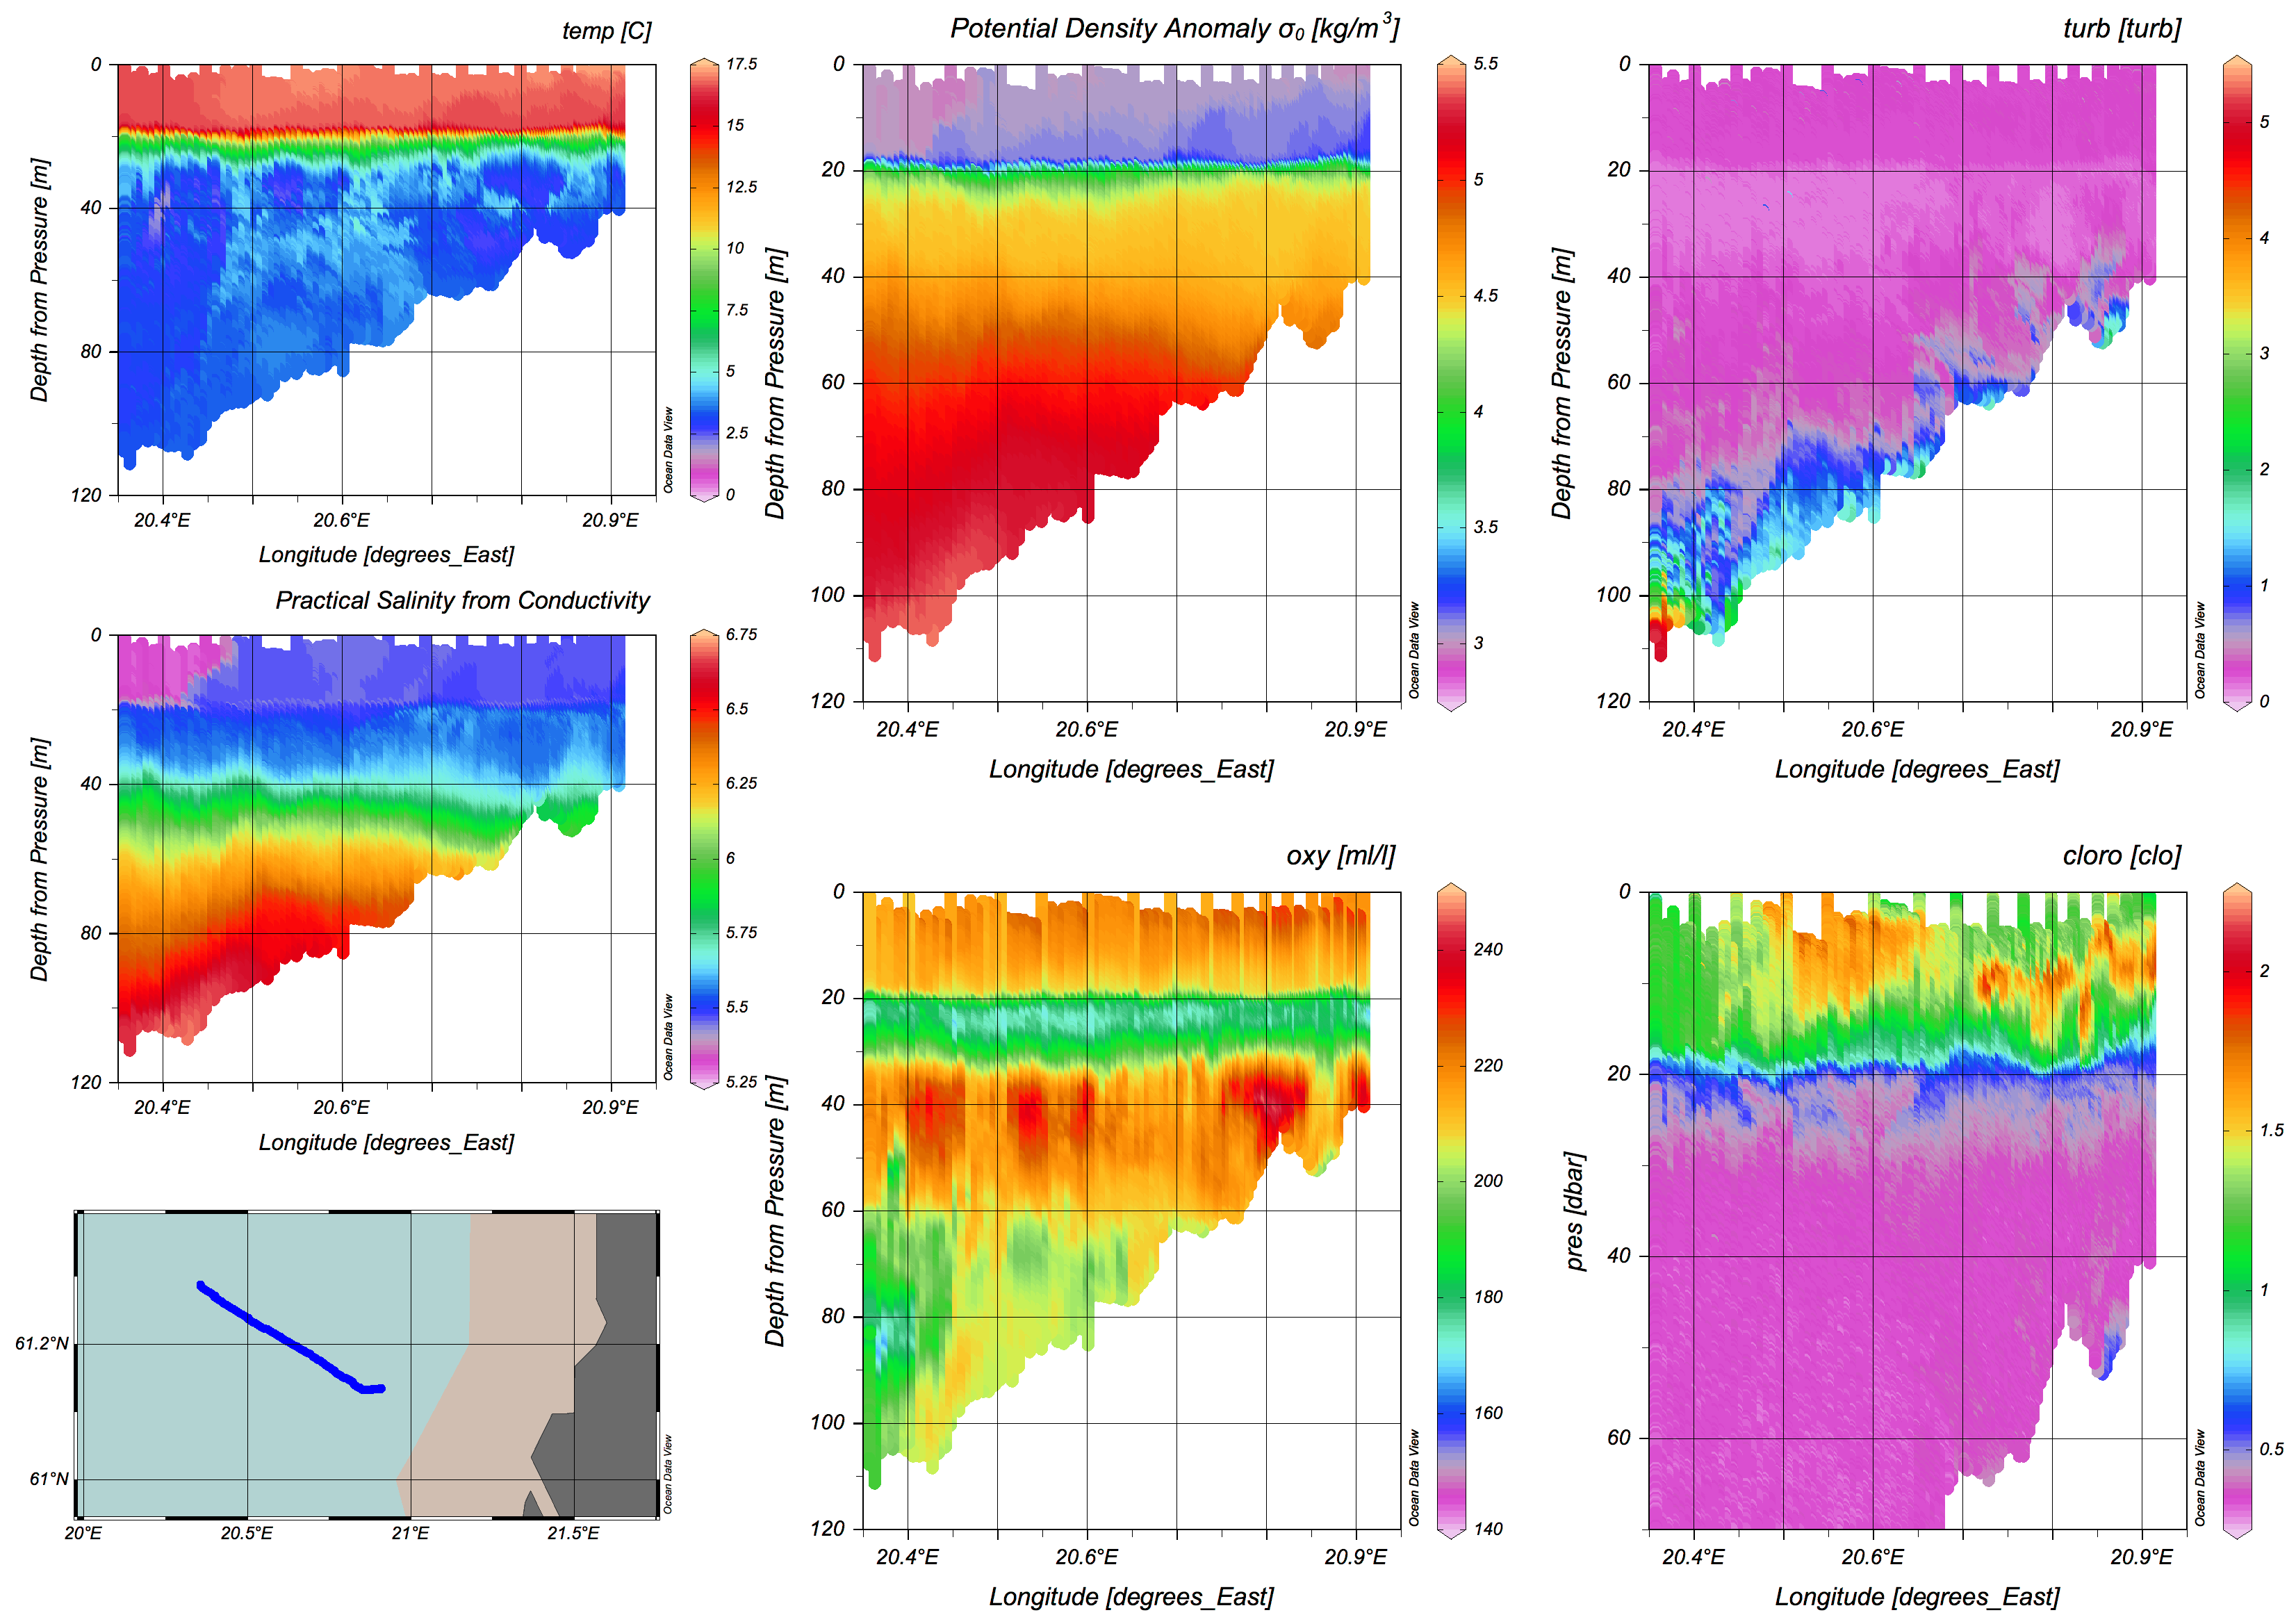 temp [C]
0
40
80
120
Depth from Pressure [m]
20.4°E
20.6°E
20.9°E
Longitude [degrees_East]
17.5
15
12.5
10
7.5
5
2.5
0
Ocean Data View
Practical Salinity from Conductivity
0
40
80
120
Depth from Pressure [m]
20.4°E
20.6°E
20.9°E
Longitude [degrees_East]
6.75
6.5
6.25
6
5.75
5.5
5.25
Ocean Data View
61.2°N
61°N
20°E
20.5°E
21°E
21.5°E
Ocean Data View
Potential Density Anomaly σ₀ [kg/m³]
0
20
40
60
80
100
120
Depth from Pressure [m]
20.4°E
20.6°E
20.9°E
Longitude [degrees_East]
5.5
5
4.5
4
3.5
3
Ocean Data View
oxy [ml/l]
0
20
40
60
80
100
120
Depth from Pressure [m]
20.4°E
20.6°E
20.9°E
Longitude [degrees_East]
240
220
200
180
160
140
Ocean Data View
turb [turb]
0
20
40
60
80
100
120
Depth from Pressure [m]
20.4°E
20.6°E
20.9°E
Longitude [degrees_East]
5
4
3
2
1
0
Ocean Data View
cloro [clo]
0
20
40
60
pres [dbar]
20.4°E
20.6°E
20.9°E
Longitude [degrees_East]
2
1.5
1
0.5
Ocean Data View